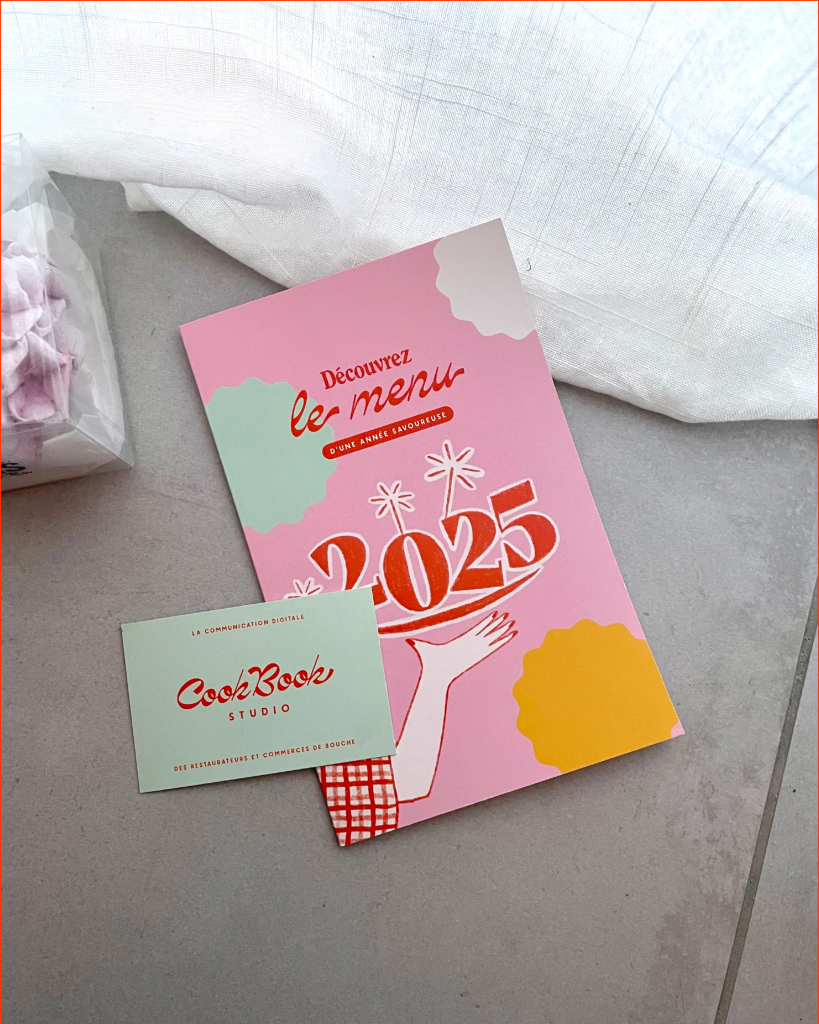 Découvrez
le menu
D'UNE ANNÉE SAVOUREUSE
2025
LA COMMUNICATION DIGITALE
CookBook
STUDIO
DES RESTAURATEURS ET COMMERCES DE BOUCHE